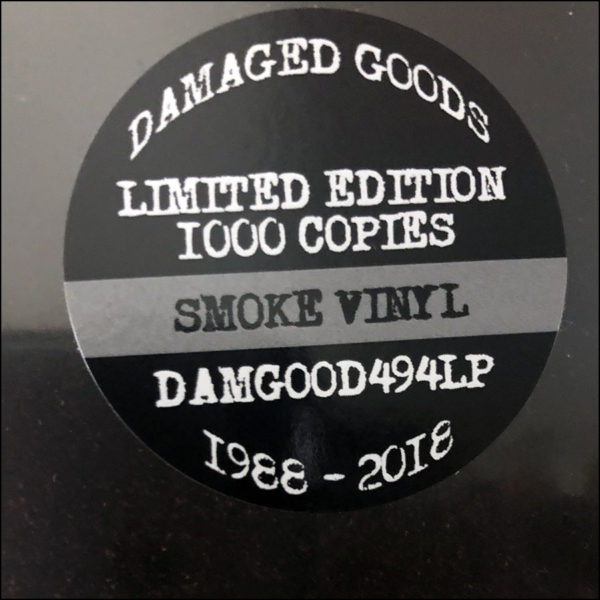 DAMAGED GOODS
LIMITED EDITION
1000 COPIES
SMOKE VINYL
DAMGOOD494LP
1988 - 2018